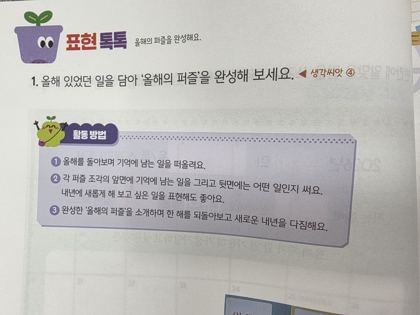 표현 톡톡 올해의 퍼즐을 완성해요.
1. 올해 있었던 일을 담아 '올해의 퍼즐'을 완성해 보세요. ◀ 생각씨앗 ④
활동 방법
① 올해를 돌아보며 기억에 남는 일을 떠올려요.
② 각 퍼즐 조각의 앞면에 기억에 남는 일을 그리고 뒷면에는 어떤 일인지 써요.
내년에 새롭게 해 보고 싶은 일을 표현해도 좋아요.
③ 완성한 '올해의 퍼즐'을 소개하며 한 해를 되돌아보고 새로운 내년을 다짐해요.